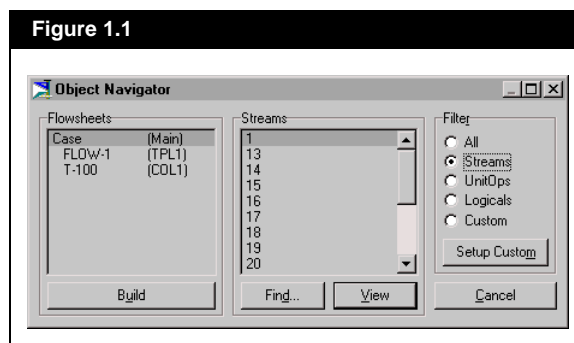 Figure 1.1
Object Navigator
Flowsheets
Case (Main)
FLOW-1 (TPL1)
T-100 (COL1)
Build
Streams
1
13
14
15
16
17
18
19
20
Find...
View
Filter
All
Streams
UnitOps
Logicals
Custom
Setup Custom
Cancel